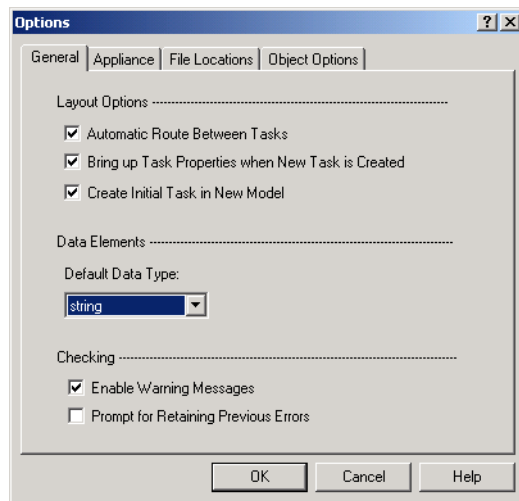 Options
General Appliance File Locations Object Options
Layout Options
Automatic Route Between Tasks
Bring up Task Properties when New Task is Created
Create Initial Task in New Model
Data Elements
Default Data Type:
string
Checking
Enable Warning Messages
Prompt for Retaining Previous Errors
OK Cancel Help